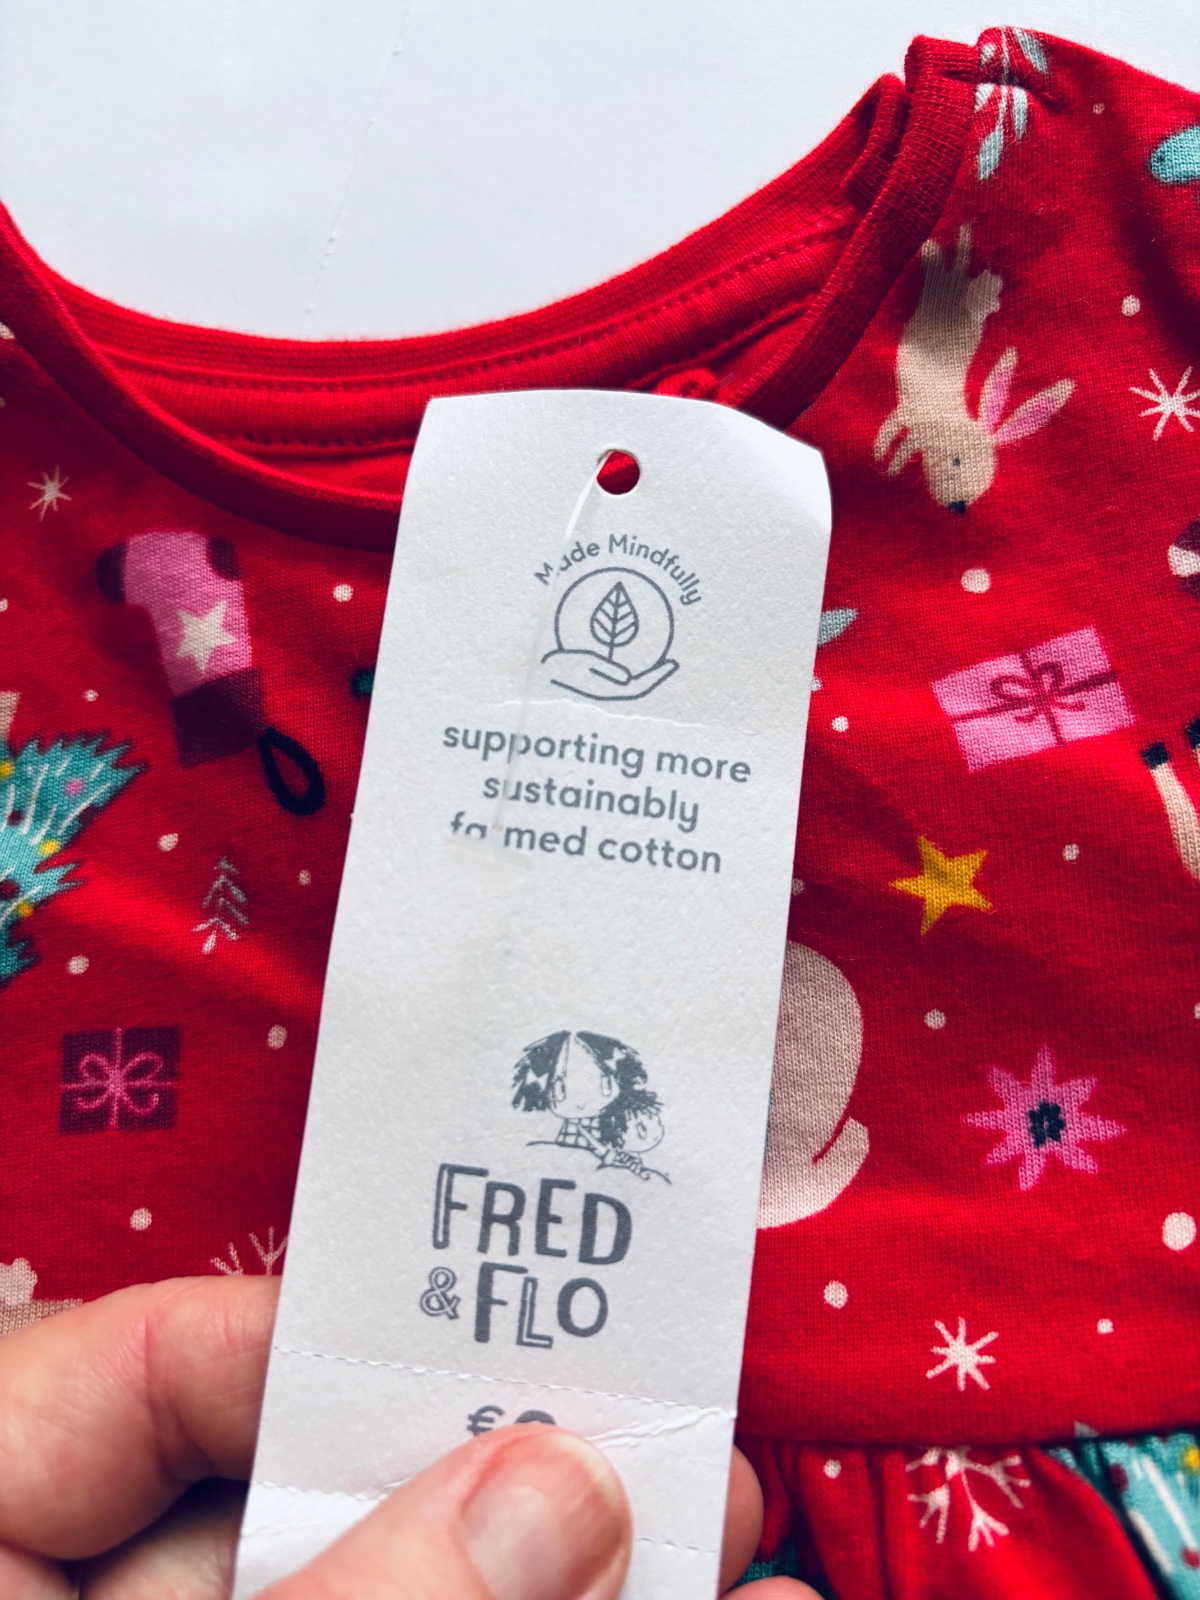 Made Mindfully
supporting more
sustainably
farmed cotton
FRED
& FLO
€